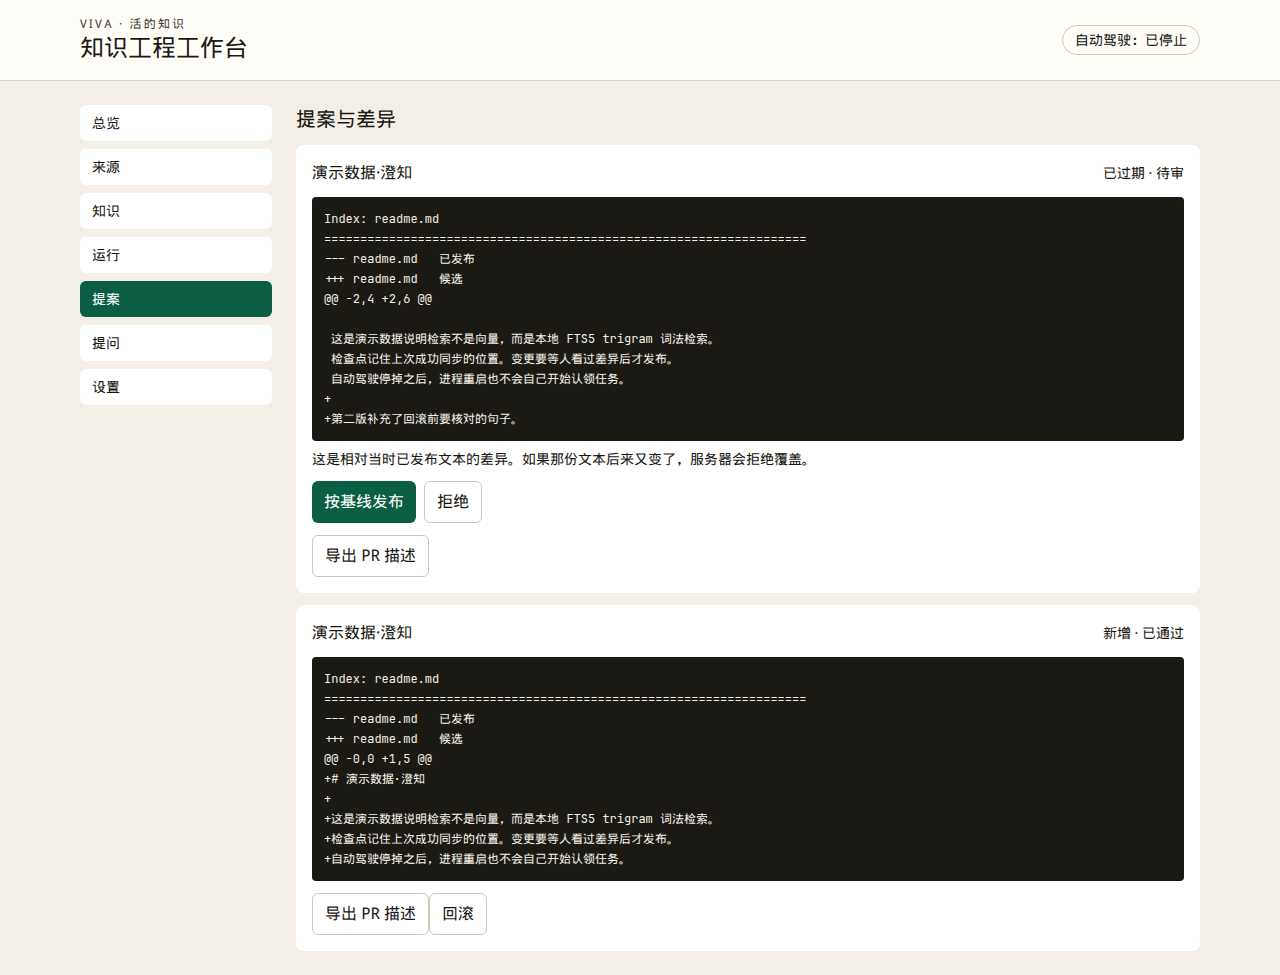 VIVA · 活的知识
知识工程工作台
自动驾驶: 已停止
总览
来源
知识
运行
提案
提问
设置
提案与差异
演示数据·澄知
已过期 · 待审
Index: readme.md
===================================================================
--- readme.md 已发布
+++ readme.md 候选
@@ -2,4 +2,6 @@
这是演示数据说明检索不是向量，而是本地 FTS5 trigram 词法检索。
检查点记住上次成功同步的位置。变更要等人看过差异后才发布。
自动驾驶停掉之后，进程重启也不会自己开始认领任务。
+
+第二版补充了回滚前要核对的句子。
这是相对当时已发布文本的差异。如果那份文本后来又变了，服务器会拒绝覆盖。
按基线发布 拒绝
导出 PR 描述
演示数据·澄知
新增 · 已通过
Index: readme.md
===================================================================
--- readme.md 已发布
+++ readme.md 候选
@@ -0,0 +1,5 @@
+# 演示数据·澄知
+
+这是演示数据说明检索不是向量，而是本地 FTS5 trigram 词法检索。
+检查点记住上次成功同步的位置。变更要等人看过差异后才发布。
+自动驾驶停掉之后，进程重启也不会自己开始认领任务。
导出 PR 描述 回滚